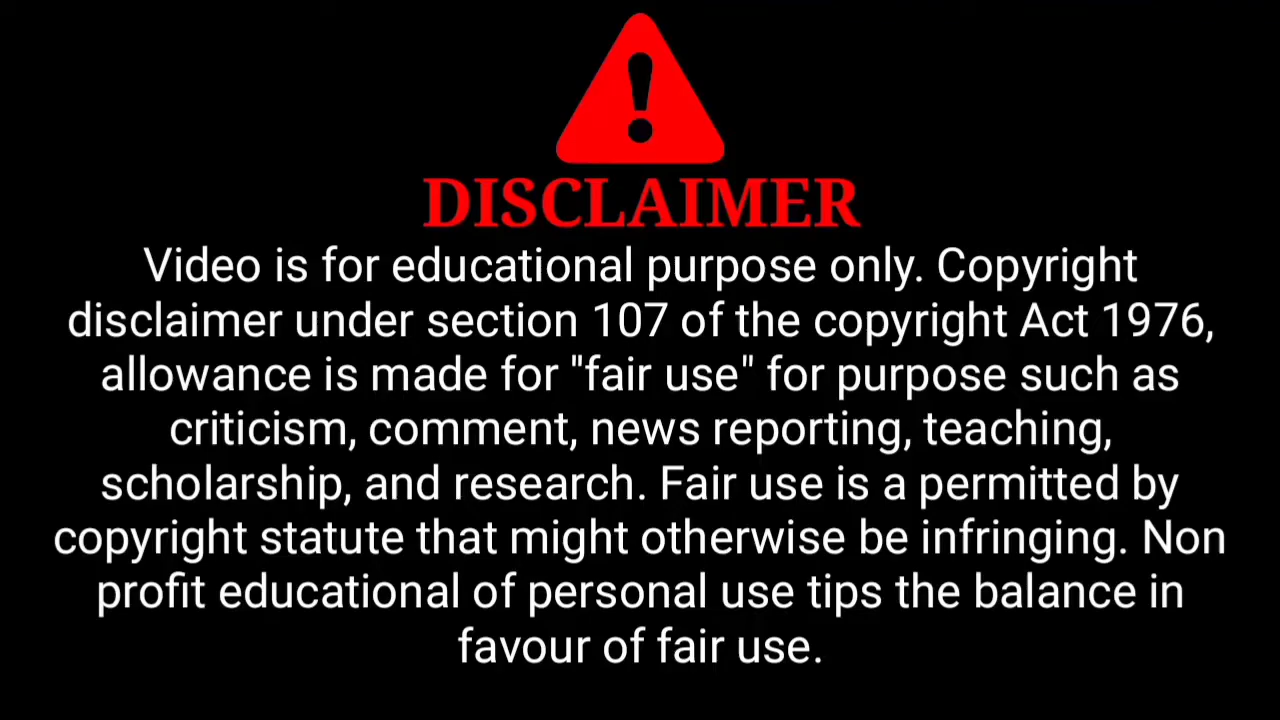 DISCLAIMER
Video is for educational purpose only. Copyright
disclaimer under section 107 of the copyright Act 1976,
allowance is made for "fair use" for purpose such as
criticism, comment, news reporting, teaching,
scholarship, and research. Fair use is a permitted by
copyright statute that might otherwise be infringing. Non
profit educational of personal use tips the balance in
favour of fair use.